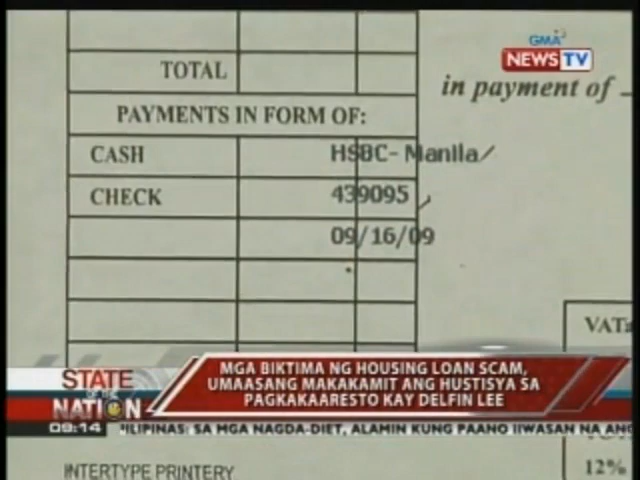 GMA
NEWS TV
TOTAL
in payment of
PAYMENTS IN FORM OF:
CASH HSBC- Manila
CHECK 439095
09/16/09
VAT
STATE
OF THE
NATION
MGA BIKTIMA NG HOUSING LOAN SCAM,
UMAASANG MAKAKAMIT ANG HUSTISYA SA
PAGKAKAARESTO KAY DELFIN LEE
09:14 PILIPINAS: SA MGA NAGDA-DIET, ALAMIN KUNG PAANO IIWASAN NA ANG
INTERTYPE PRINTERY
12%